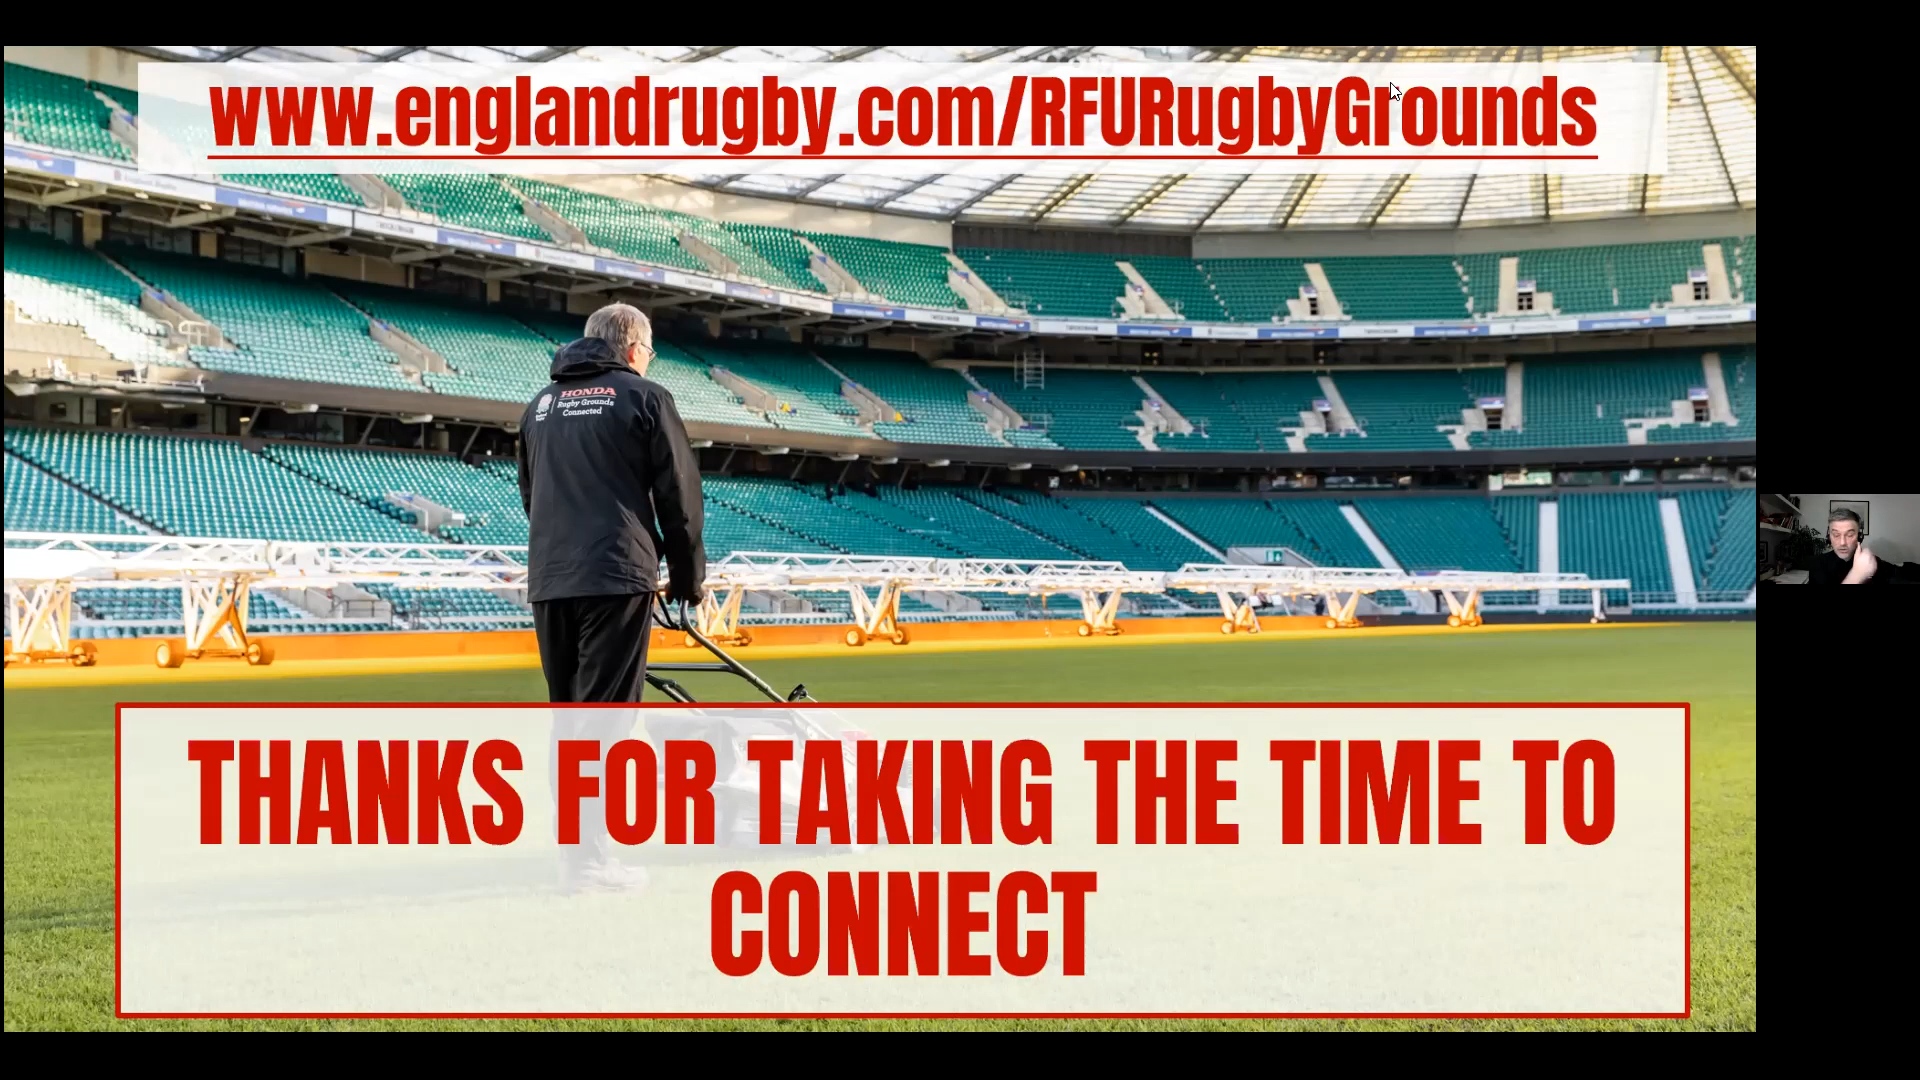 www.englandrugby.com/RFURugbyGrounds
HONDA
Rugby Grounds
Connected
THANKS FOR TAKING THE TIME TO
CONNECT